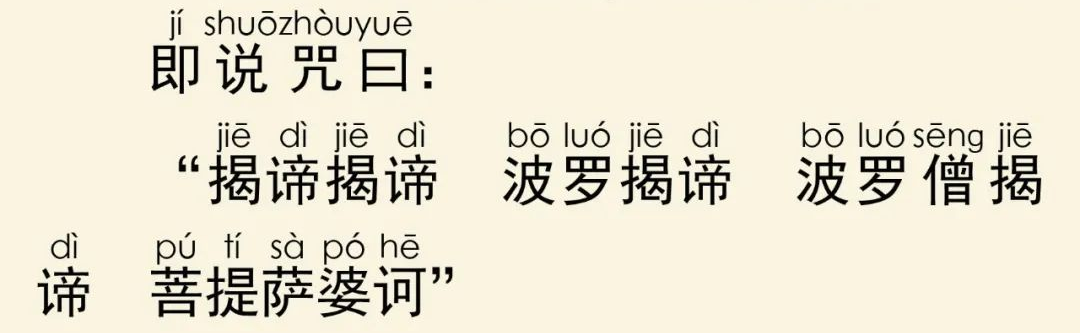 jí shuōzhòuyuē
即说咒曰：
jiē dì jiē dì bō luó jiē dì bō luó sēng jiē
“揭谛揭谛 波罗揭谛 波罗僧揭
dì pú tí sà pó hē
谛 菩提萨婆诃”